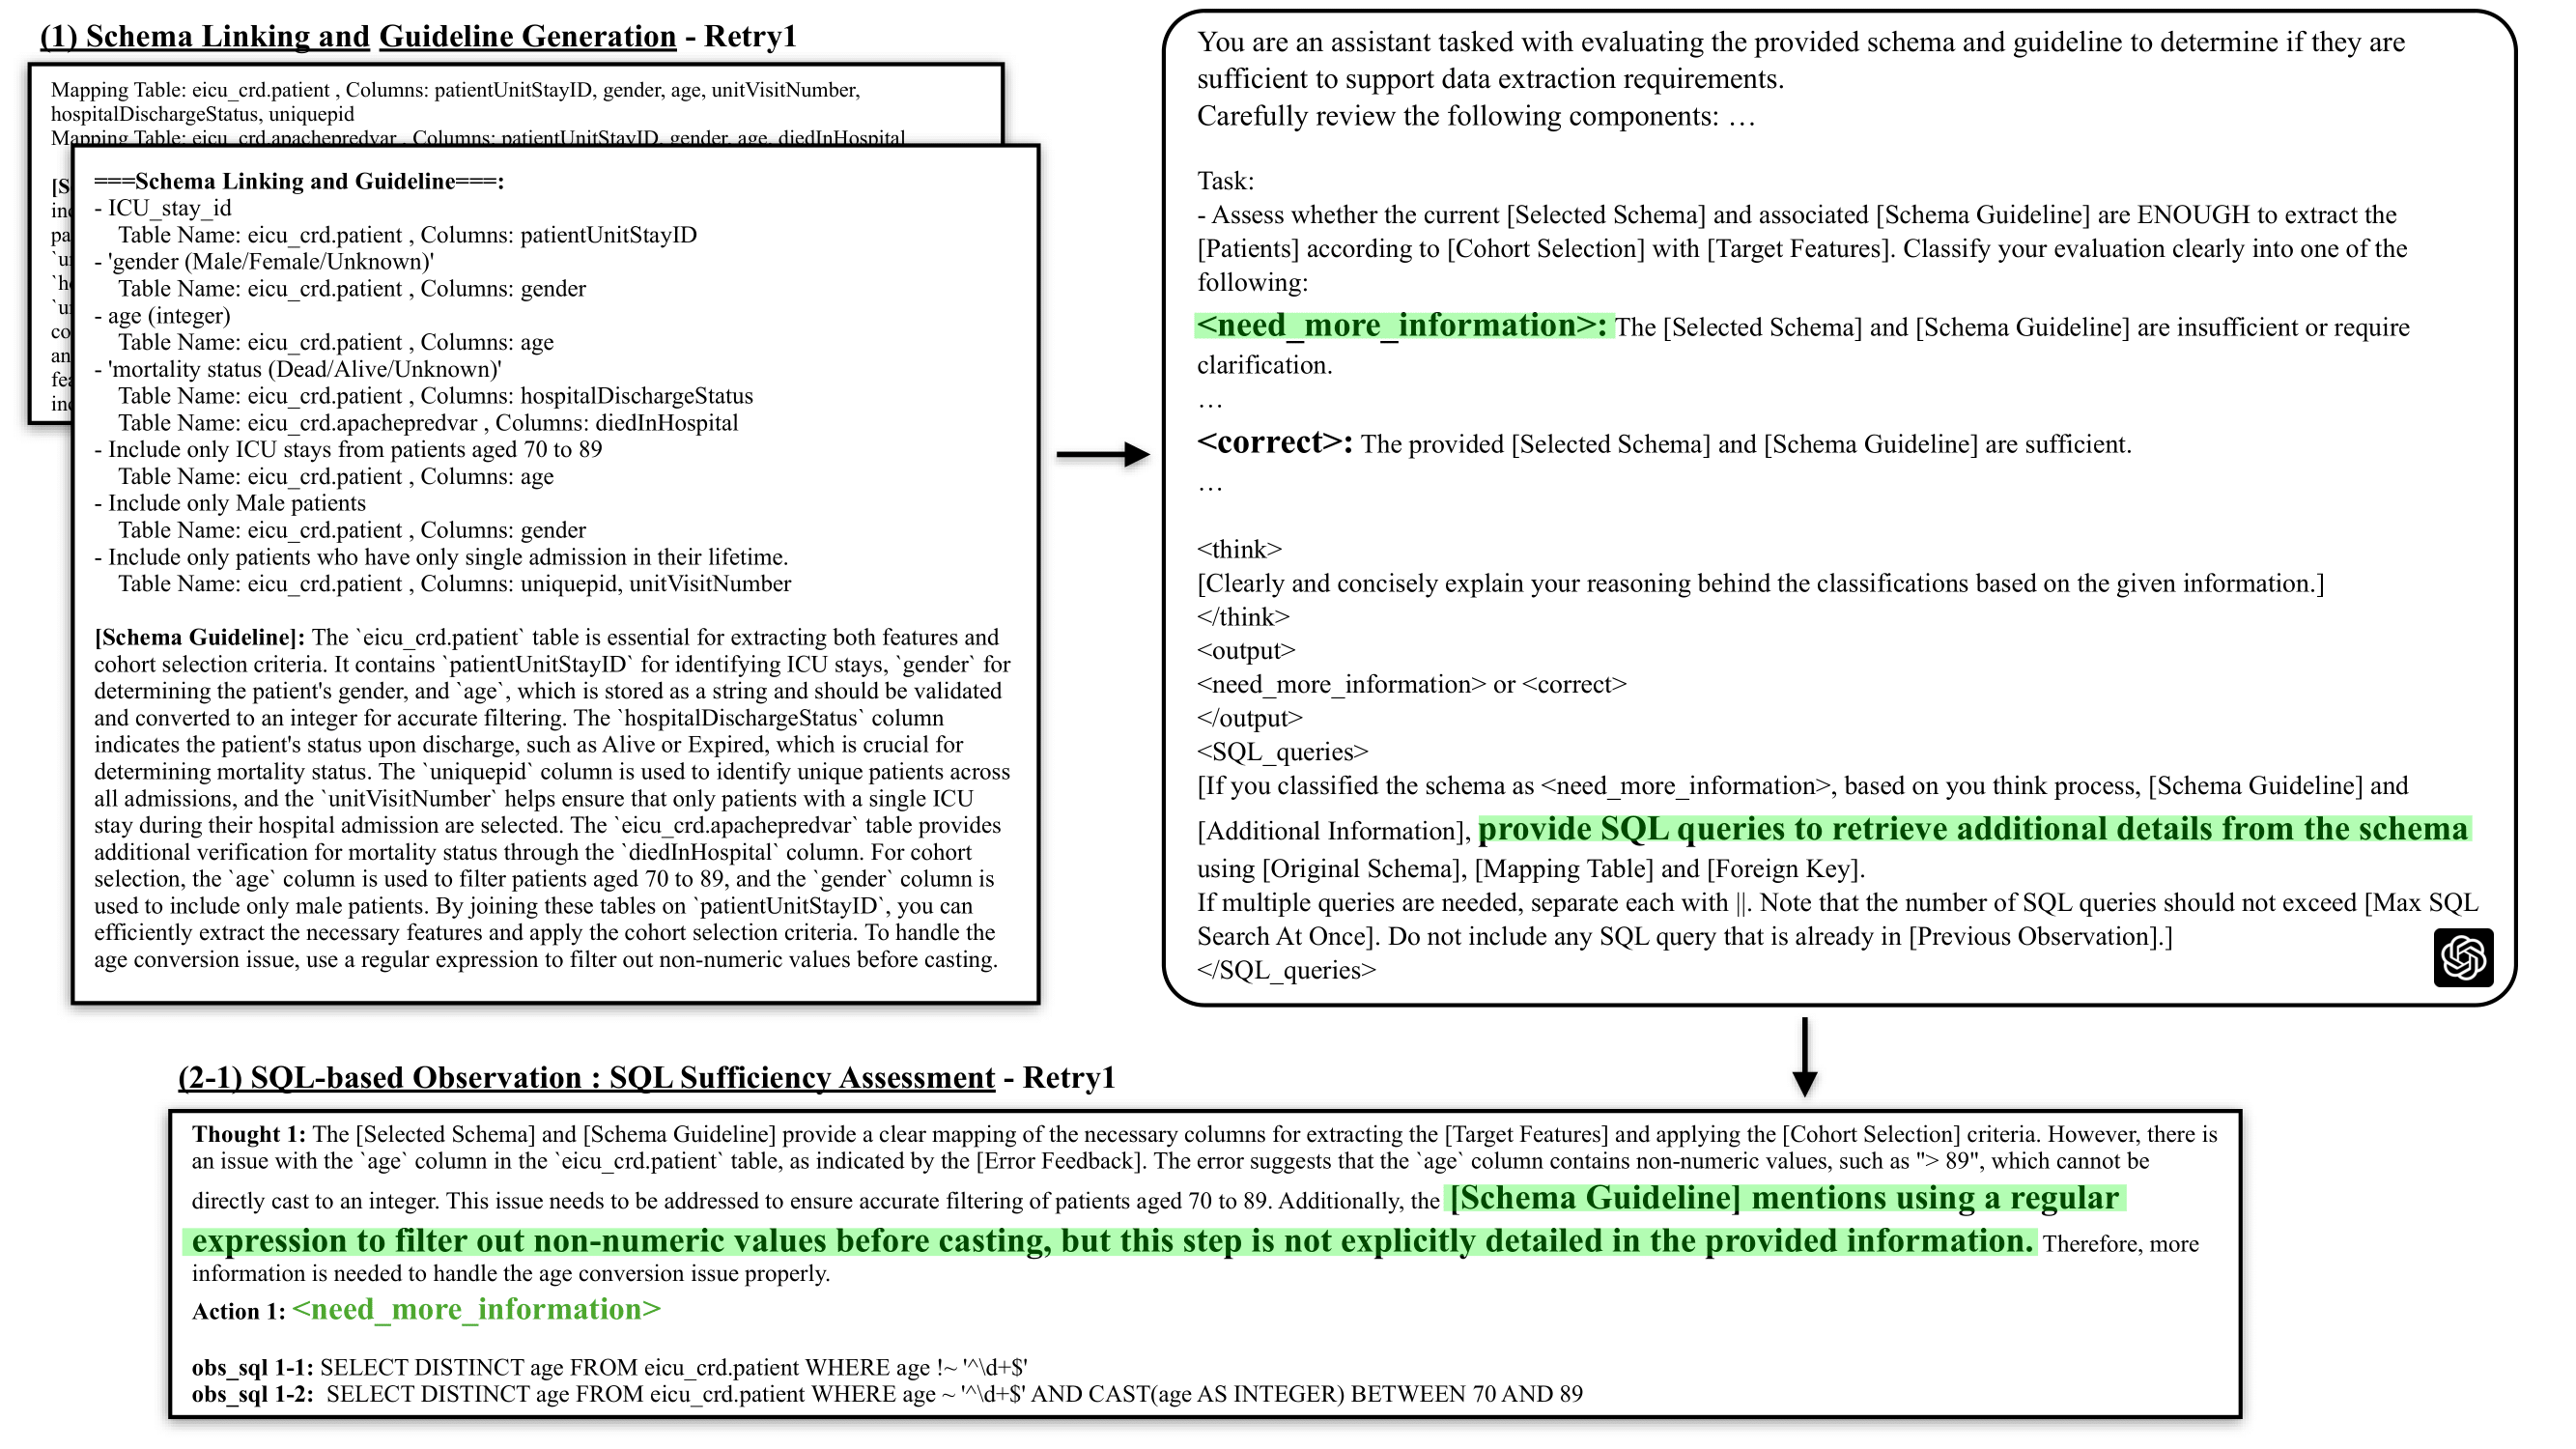 (1) Schema Linking and Guideline Generation - Retry1
Mapping Table: eicu_crd.patient , Columns: patientUnitStayID, gender, age, unitVisitNumber,
hospitalDischargeStatus, uniquepid
Mapping Table: eicu_crd.apachepredvar , Columns: patientUnitStayID, gender, age, diedInHospital
===Schema Linking and Guideline===:
- ICU_stay_id
Table Name: eicu_crd.patient , Columns: patientUnitStayID
- 'gender (Male/Female/Unknown)'
Table Name: eicu_crd.patient , Columns: gender
- age (integer)
Table Name: eicu_crd.patient , Columns: age
- 'mortality status (Dead/Alive/Unknown)'
Table Name: eicu_crd.patient , Columns: hospitalDischargeStatus
Table Name: eicu_crd.apachepredvar , Columns: diedInHospital
- Include only ICU stays from patients aged 70 to 89
Table Name: eicu_crd.patient , Columns: age
- Include only Male patients
Table Name: eicu_crd.patient , Columns: gender
- Include only patients who have only single admission in their lifetime.
Table Name: eicu_crd.patient , Columns: uniquepid, unitVisitNumber
[Schema Guideline]: The `eicu_crd.patient` table is essential for extracting both features and
cohort selection criteria. It contains `patientUnitStayID` for identifying ICU stays, `gender` for
determining the patient's gender, and `age`, which is stored as a string and should be validated
and converted to an integer for accurate filtering. The `hospitalDischargeStatus` column
indicates the patient's status upon discharge, such as Alive or Expired, which is crucial for
determining mortality status. The `uniquepid` column is used to identify unique patients across
all admissions, and the `unitVisitNumber` helps ensure that only patients with a single ICU
stay during their hospital admission are selected. The `eicu_crd.apachepredvar` table provides
additional verification for mortality status through the `diedInHospital` column. For cohort
selection, the `age` column is used to filter patients aged 70 to 89, and the `gender` column is
used to include only male patients. By joining these tables on `patientUnitStayID`, you can
efficiently extract the necessary features and apply the cohort selection criteria. To handle the
age conversion issue, use a regular expression to filter out non-numeric values before casting.
You are an assistant tasked with evaluating the provided schema and guideline to determine if they are
sufficient to support data extraction requirements.
Carefully review the following components: …
Task:
- Assess whether the current [Selected Schema] and associated [Schema Guideline] are ENOUGH to extract the
[Patients] according to [Cohort Selection] with [Target Features]. Classify your evaluation clearly into one of the
following:
<need_more_information>: The [Selected Schema] and [Schema Guideline] are insufficient or require
clarification.
…
<correct>: The provided [Selected Schema] and [Schema Guideline] are sufficient.
…
<think>
[Clearly and concisely explain your reasoning behind the classifications based on the given information.]
</think>
<output>
<need_more_information> or <correct>
</output>
<SQL_queries>
[If you classified the schema as <need_more_information>, based on you think process, [Schema Guideline] and
[Additional Information], provide SQL queries to retrieve additional details from the schema
using [Original Schema], [Mapping Table] and [Foreign Key].
If multiple queries are needed, separate each with ||. Note that the number of SQL queries should not exceed [Max SQL
Search At Once]. Do not include any SQL query that is already in [Previous Observation].]
</SQL_queries>
(2-1) SQL-based Observation : SQL Sufficiency Assessment - Retry1
Thought 1: The [Selected Schema] and [Schema Guideline] provide a clear mapping of the necessary columns for extracting the [Target Features] and applying the [Cohort Selection] criteria. However, there is
an issue with the `age` column in the `eicu_crd.patient` table, as indicated by the [Error Feedback]. The error suggests that the `age` column contains non-numeric values, such as "> 89", which cannot be
directly cast to an integer. This issue needs to be addressed to ensure accurate filtering of patients aged 70 to 89. Additionally, the [Schema Guideline] mentions using a regular
expression to filter out non-numeric values before casting, but this step is not explicitly detailed in the provided information. Therefore, more
information is needed to handle the age conversion issue properly.
Action 1: <need_more_information>
obs_sql 1-1: SELECT DISTINCT age FROM eicu_crd.patient WHERE age !~ '^\d+$'
obs_sql 1-2: SELECT DISTINCT age FROM eicu_crd.patient WHERE age ~ '^\d+$' AND CAST(age AS INTEGER) BETWEEN 70 AND 89